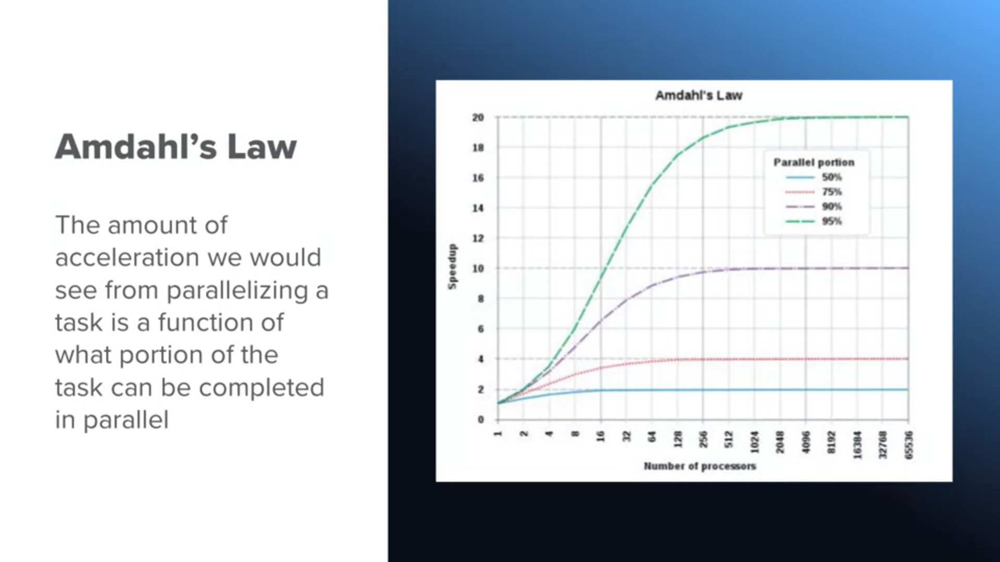 Amdahl’s Law
The amount of
acceleration we would
see from parallelizing a
task is a function of
what portion of the
task can be completed
in parallel
Amdahl's Law
20
18
16
14
12
10
8
6
4
2
0
Speedup
Parallel portion
50%
75%
90%
95%
1 2 4 8 16 32 64 128 256 512 1024 2048 4096 8192 16384 32768 65536
Number of processors